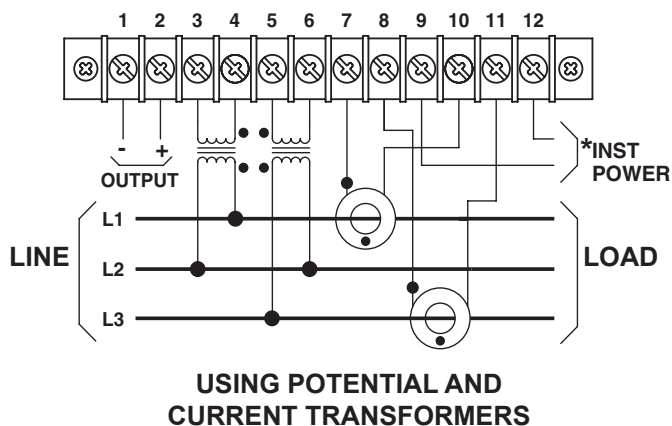 1 2 3 4 5 6 7 8 9 10 11 12
- +
OUTPUT
*INST
POWER
L1
LINE
L2
LOAD
L3
USING POTENTIAL AND
CURRENT TRANSFORMERS